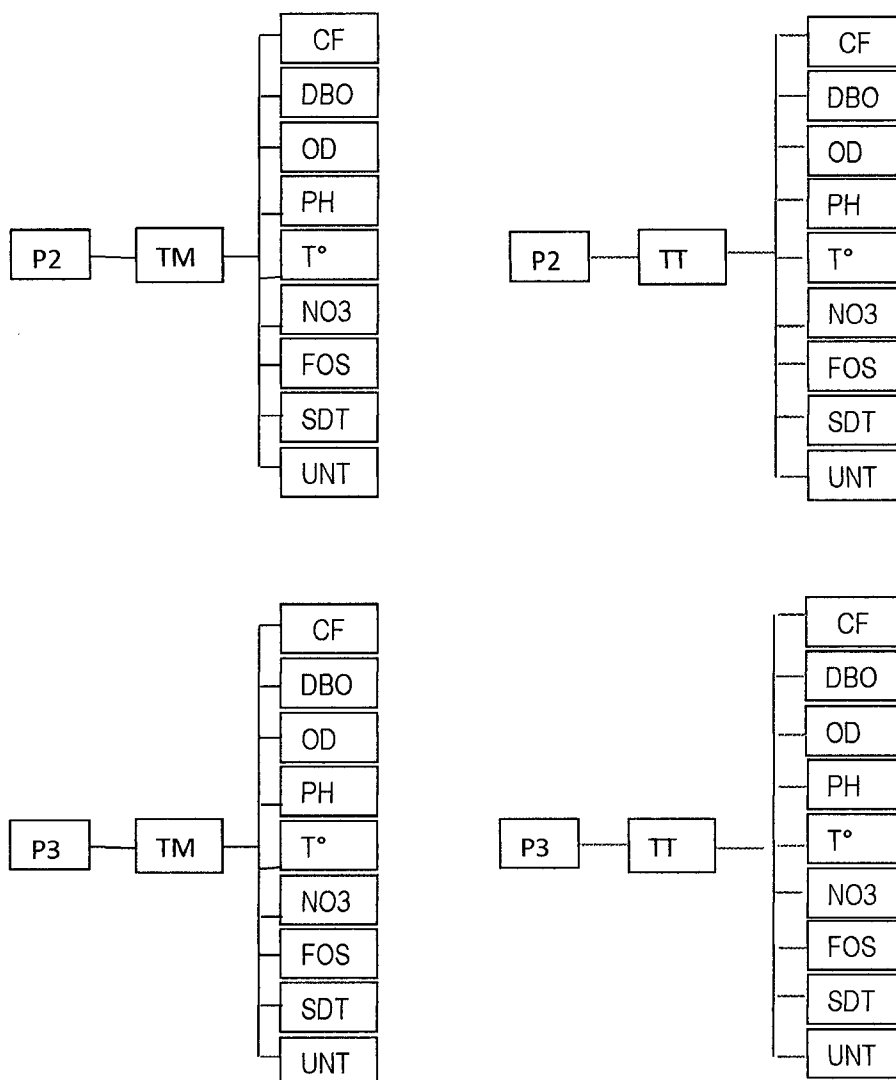 CF
DBO
OD
PH
P2 TM T°
NO3
FOS
SDT
UNT
CF
DBO
OD
PH
P2 TT T°
NO3
FOS
SDT
UNT
CF
DBO
OD
PH
P3 TM T°
NO3
FOS
SDT
UNT
CF
DBO
OD
PH
P3 TT T°
NO3
FOS
SDT
UNT